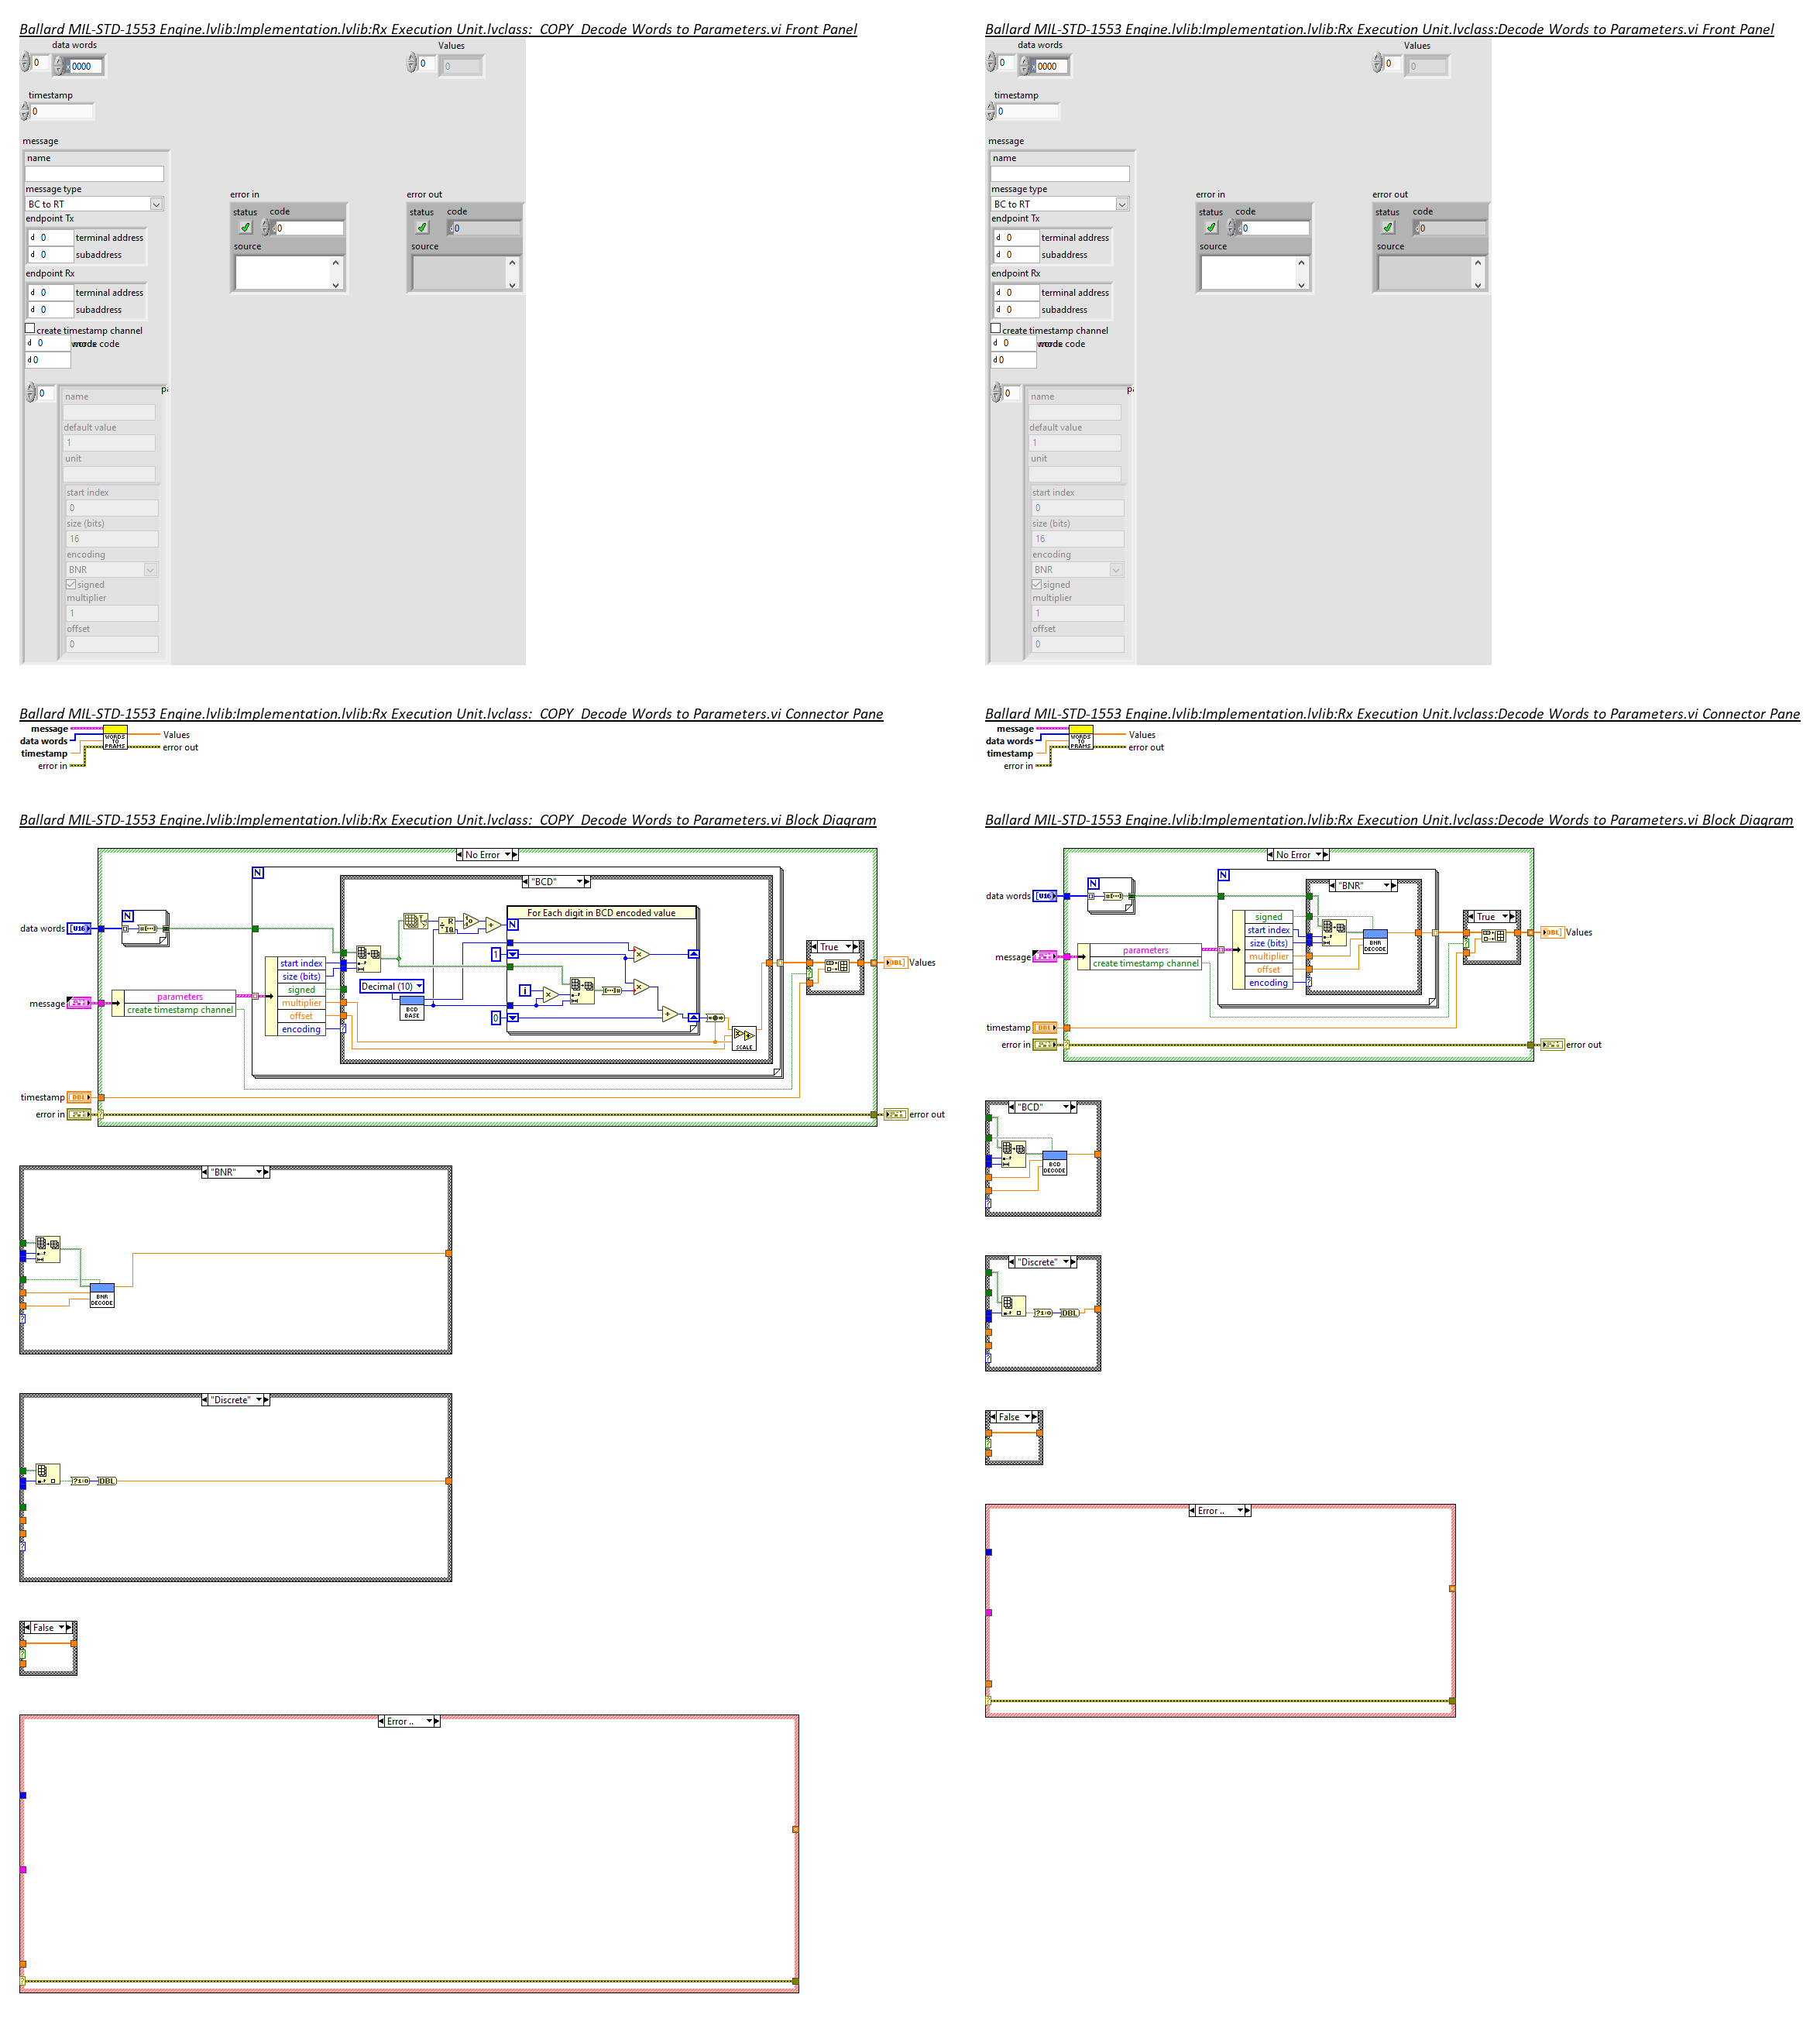 Ballard MIL-STD-1553 Engine.lvlib:Implementation.lvlib:Rx Execution Unit.lvclass:_COPY_Decode Words to Parameters.vi Front Panel
data words
0
x 0000
Values
0
0
timestamp
0
message
name
message type
BC to RT
endpoint Tx
d 0 terminal address
d 0 subaddress
endpoint Rx
d 0 terminal address
d 0 subaddress
create timestamp channel
d 0
code
d 0
0
name
default value
1
unit
start index
0
size (bits)
16
encoding
BNR
signed
multiplier
1
offset
0
error in
status code
d 0
source
error out
status code
d 0
source
Ballard MIL-STD-1553 Engine.lvlib:Implementation.lvlib:Rx Execution Unit.lvclass:Decode Words to Parameters.vi Front Panel
data words
0
x 0000
Values
0
0
timestamp
0
message
name
message type
BC to RT
endpoint Tx
d 0 terminal address
d 0 subaddress
endpoint Rx
d 0 terminal address
d 0 subaddress
create timestamp channel
d 0
code
d 0
0
name
default value
1
unit
start index
0
size (bits)
16
encoding
BNR
signed
multiplier
1
offset
0
error in
status code
d 0
source
error out
status code
d 0
source
Ballard MIL-STD-1553 Engine.lvlib:Implementation.lvlib:Rx Execution Unit.lvclass:_COPY_Decode Words to Parameters.vi Connector Pane
message
data words
timestamp
error in
WORDS
TO
PRAMS
Values
error out
Ballard MIL-STD-1553 Engine.lvlib:Implementation.lvlib:Rx Execution Unit.lvclass:Decode Words to Parameters.vi Connector Pane
message
data words
timestamp
error in
WORDS
TO
PRAMS
Values
error out
Ballard MIL-STD-1553 Engine.lvlib:Implementation.lvlib:Rx Execution Unit.lvclass:_COPY_Decode Words to Parameters.vi Block Diagram
No Error
N
"BCD"
For Each digit in BCD encoded value
N
R
IQ
data words
U16
N
1
True
DBL
Values
start index
size (bits)
signed
multiplier
offset
encoding
Decimal (10)
BCD
BASE
i
0
SCALE
message
parameters
create timestamp channel
timestamp
DBL
error in
error out
"BNR"
BNR
DECODE
"Discrete"
?1:0
DBL
False
Error ..
Ballard MIL-STD-1553 Engine.lvlib:Implementation.lvlib:Rx Execution Unit.lvclass:Decode Words to Parameters.vi Block Diagram
No Error
N
"BNR"
data words
U16
N
signed
start index
size (bits)
multiplier
offset
encoding
BNR
DECODE
True
DBL
Values
message
parameters
create timestamp channel
timestamp
DBL
error in
error out
"BCD"
BCD
DECODE
"Discrete"
?1:0
DBL
False
Error ..